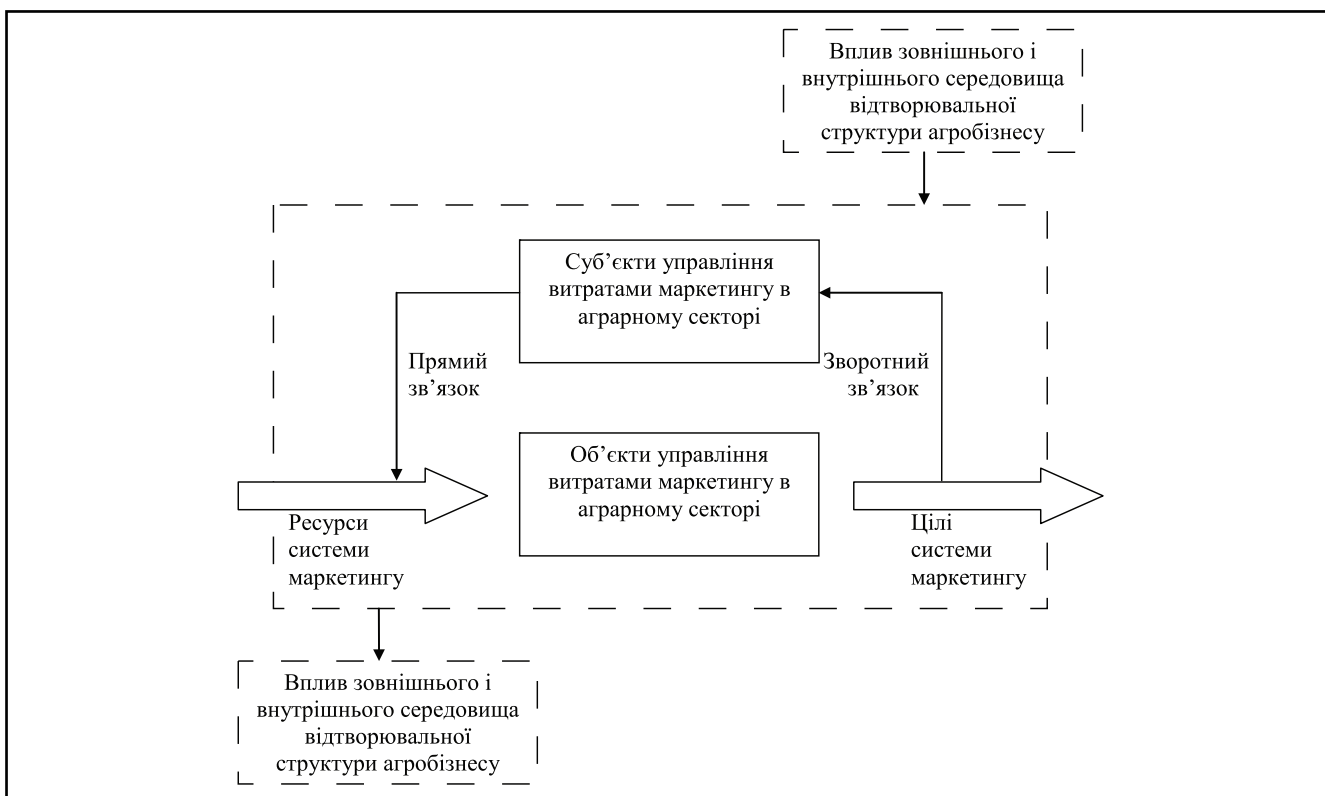 Вплив зовнішнього і
внутрішнього середовища
відтворювальної
структури агробізнесу
Суб’єкти управління
витратами маркетингу в
аграрному секторі
Прямий
зв’язок
Зворотний
зв’язок
Об’єкти управління
витратами маркетингу в
аграрному секторі
Ресурси
системи
маркетингу
Цілі
системи
маркетингу
Вплив зовнішнього і
внутрішнього середовища
відтворювальної
структури агробізнесу